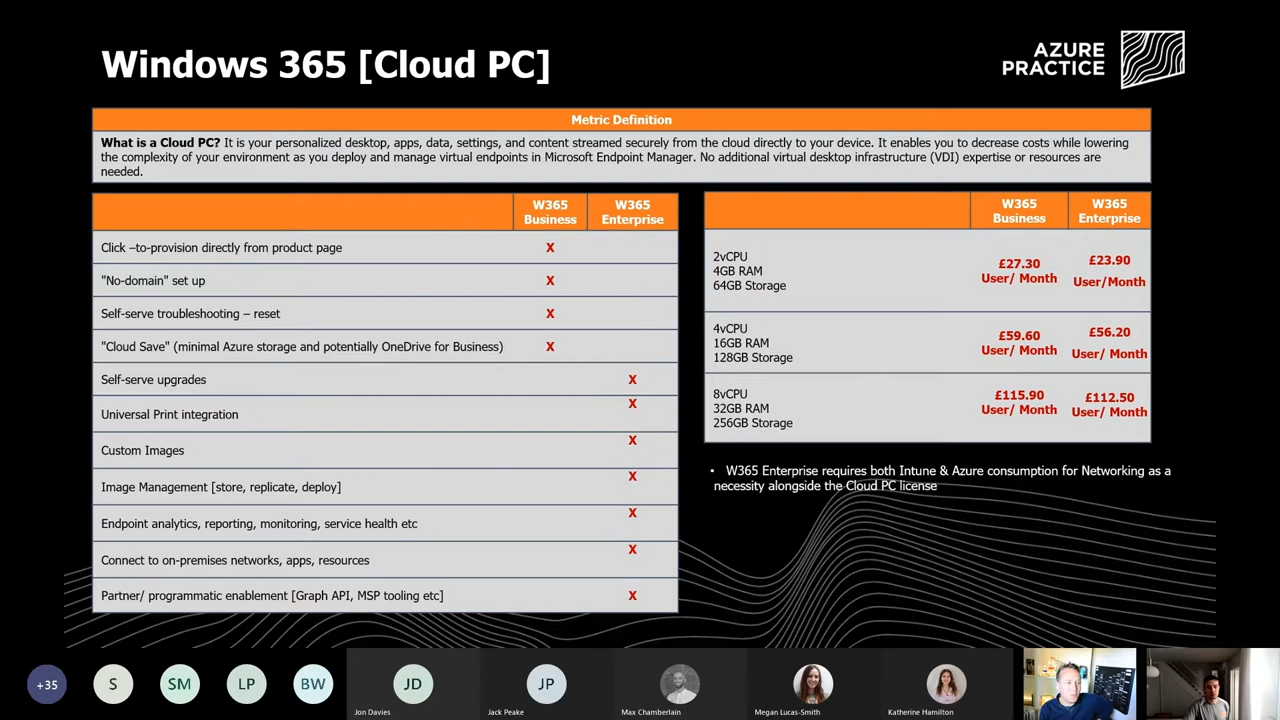 Windows 365 [Cloud PC]
AZURE
PRACTICE
Metric Definition
What is a Cloud PC? It is your personalized desktop, apps, data, settings, and content streamed securely from the cloud directly to your device. It enables you to decrease costs while lowering
the complexity of your environment as you deploy and manage virtual endpoints in Microsoft Endpoint Manager. No additional virtual desktop infrastructure (VDI) expertise or resources are
needed.
W365
Business
W365
Enterprise
Click –to-provision directly from product page
X
"No-domain" set up
X
Self-serve troubleshooting – reset
X
"Cloud Save" (minimal Azure storage and potentially OneDrive for Business)
X
Self-serve upgrades
X
Universal Print integration
X
Custom Images
X
Image Management [store, replicate, deploy]
X
Endpoint analytics, reporting, monitoring, service health etc
X
Connect to on-premises networks, apps, resources
X
Partner/ programmatic enablement [Graph API, MSP tooling etc]
X
W365
Business
W365
Enterprise
2vCPU
4GB RAM
64GB Storage
£27.30
User/ Month
£23.90
User/Month
4vCPU
16GB RAM
128GB Storage
£59.60
User/ Month
£56.20
User/ Month
8vCPU
32GB RAM
256GB Storage
£115.90
User/ Month
£112.50
User/ Month
• W365 Enterprise requires both Intune & Azure consumption for Networking as a
necessity alongside the Cloud PC license
+35
S
SM
LP
BW
JD
Jon Davies
JP
Jack Peake
Max Chamberlain
Megan Lucas-Smith
Katherine Hamilton